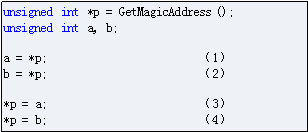 unsigned int *p = GetMagicAddress();
unsigned int a, b;
a = *p; (1)
b = *p; (2)
*p = a; (3)
*p = b; (4)